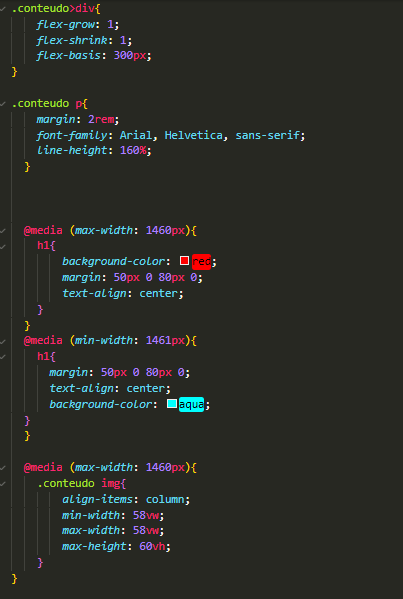 .conteudo>div{
flex-grow: 1;
flex-shrink: 1;
flex-basis: 300px;
}
.conteudo p{
margin: 2rem;
font-family: Arial, Helvetica, sans-serif;
line-height: 160%;
}
@media (max-width: 1460px){
h1{
background-color: red;
margin: 50px 0 80px 0;
text-align: center;
}
}
@media (min-width: 1461px){
h1{
margin: 50px 0 80px 0;
text-align: center;
background-color: aqua;
}
}
@media (max-width: 1460px){
.conteudo img{
align-items: column;
min-width: 58vw;
max-width: 58vw;
max-height: 60vh;
}
}